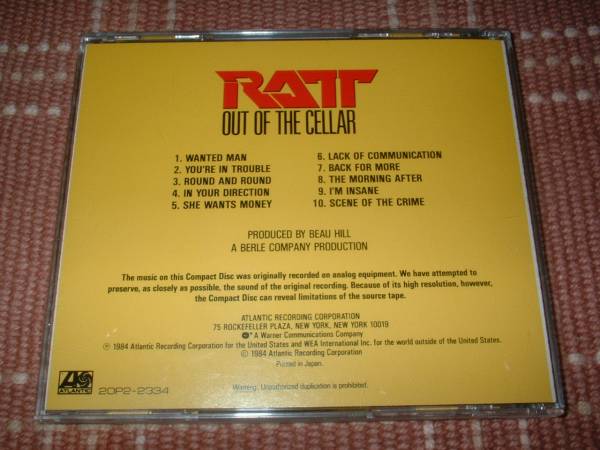 RATT
OUT OF THE CELLAR
1. WANTED MAN
2. YOU'RE IN TROUBLE
3. ROUND AND ROUND
4. IN YOUR DIRECTION
5. SHE WANTS MONEY
6. LACK OF COMMUNICATION
7. BACK FOR MORE
8. THE MORNING AFTER
9. I'M INSANE
10. SCENE OF THE CRIME
PRODUCED BY BEAU HILL
A BERLE COMPANY PRODUCTION
The music on this Compact Disc was originally recorded on analog equipment. We have attempted to
preserve, as closely as possible, the sound of the original recording. Because of its high resolution, however,
the Compact Disc can reveal limitations of the source tape.
ATLANTIC RECORDING CORPORATION
75 ROCKEFELLER PLAZA, NEW YORK, NEW YORK 10019
A Warner Communications Company
℗ 1984 Atlantic Recording Corporation for the United States and WEA International Inc. for the world outside of the United States.
© 1984 Atlantic Recording Corporation
Printed in Japan.
Warning: Unauthorized duplication is prohibited.
ATLANTIC
20P2-2334